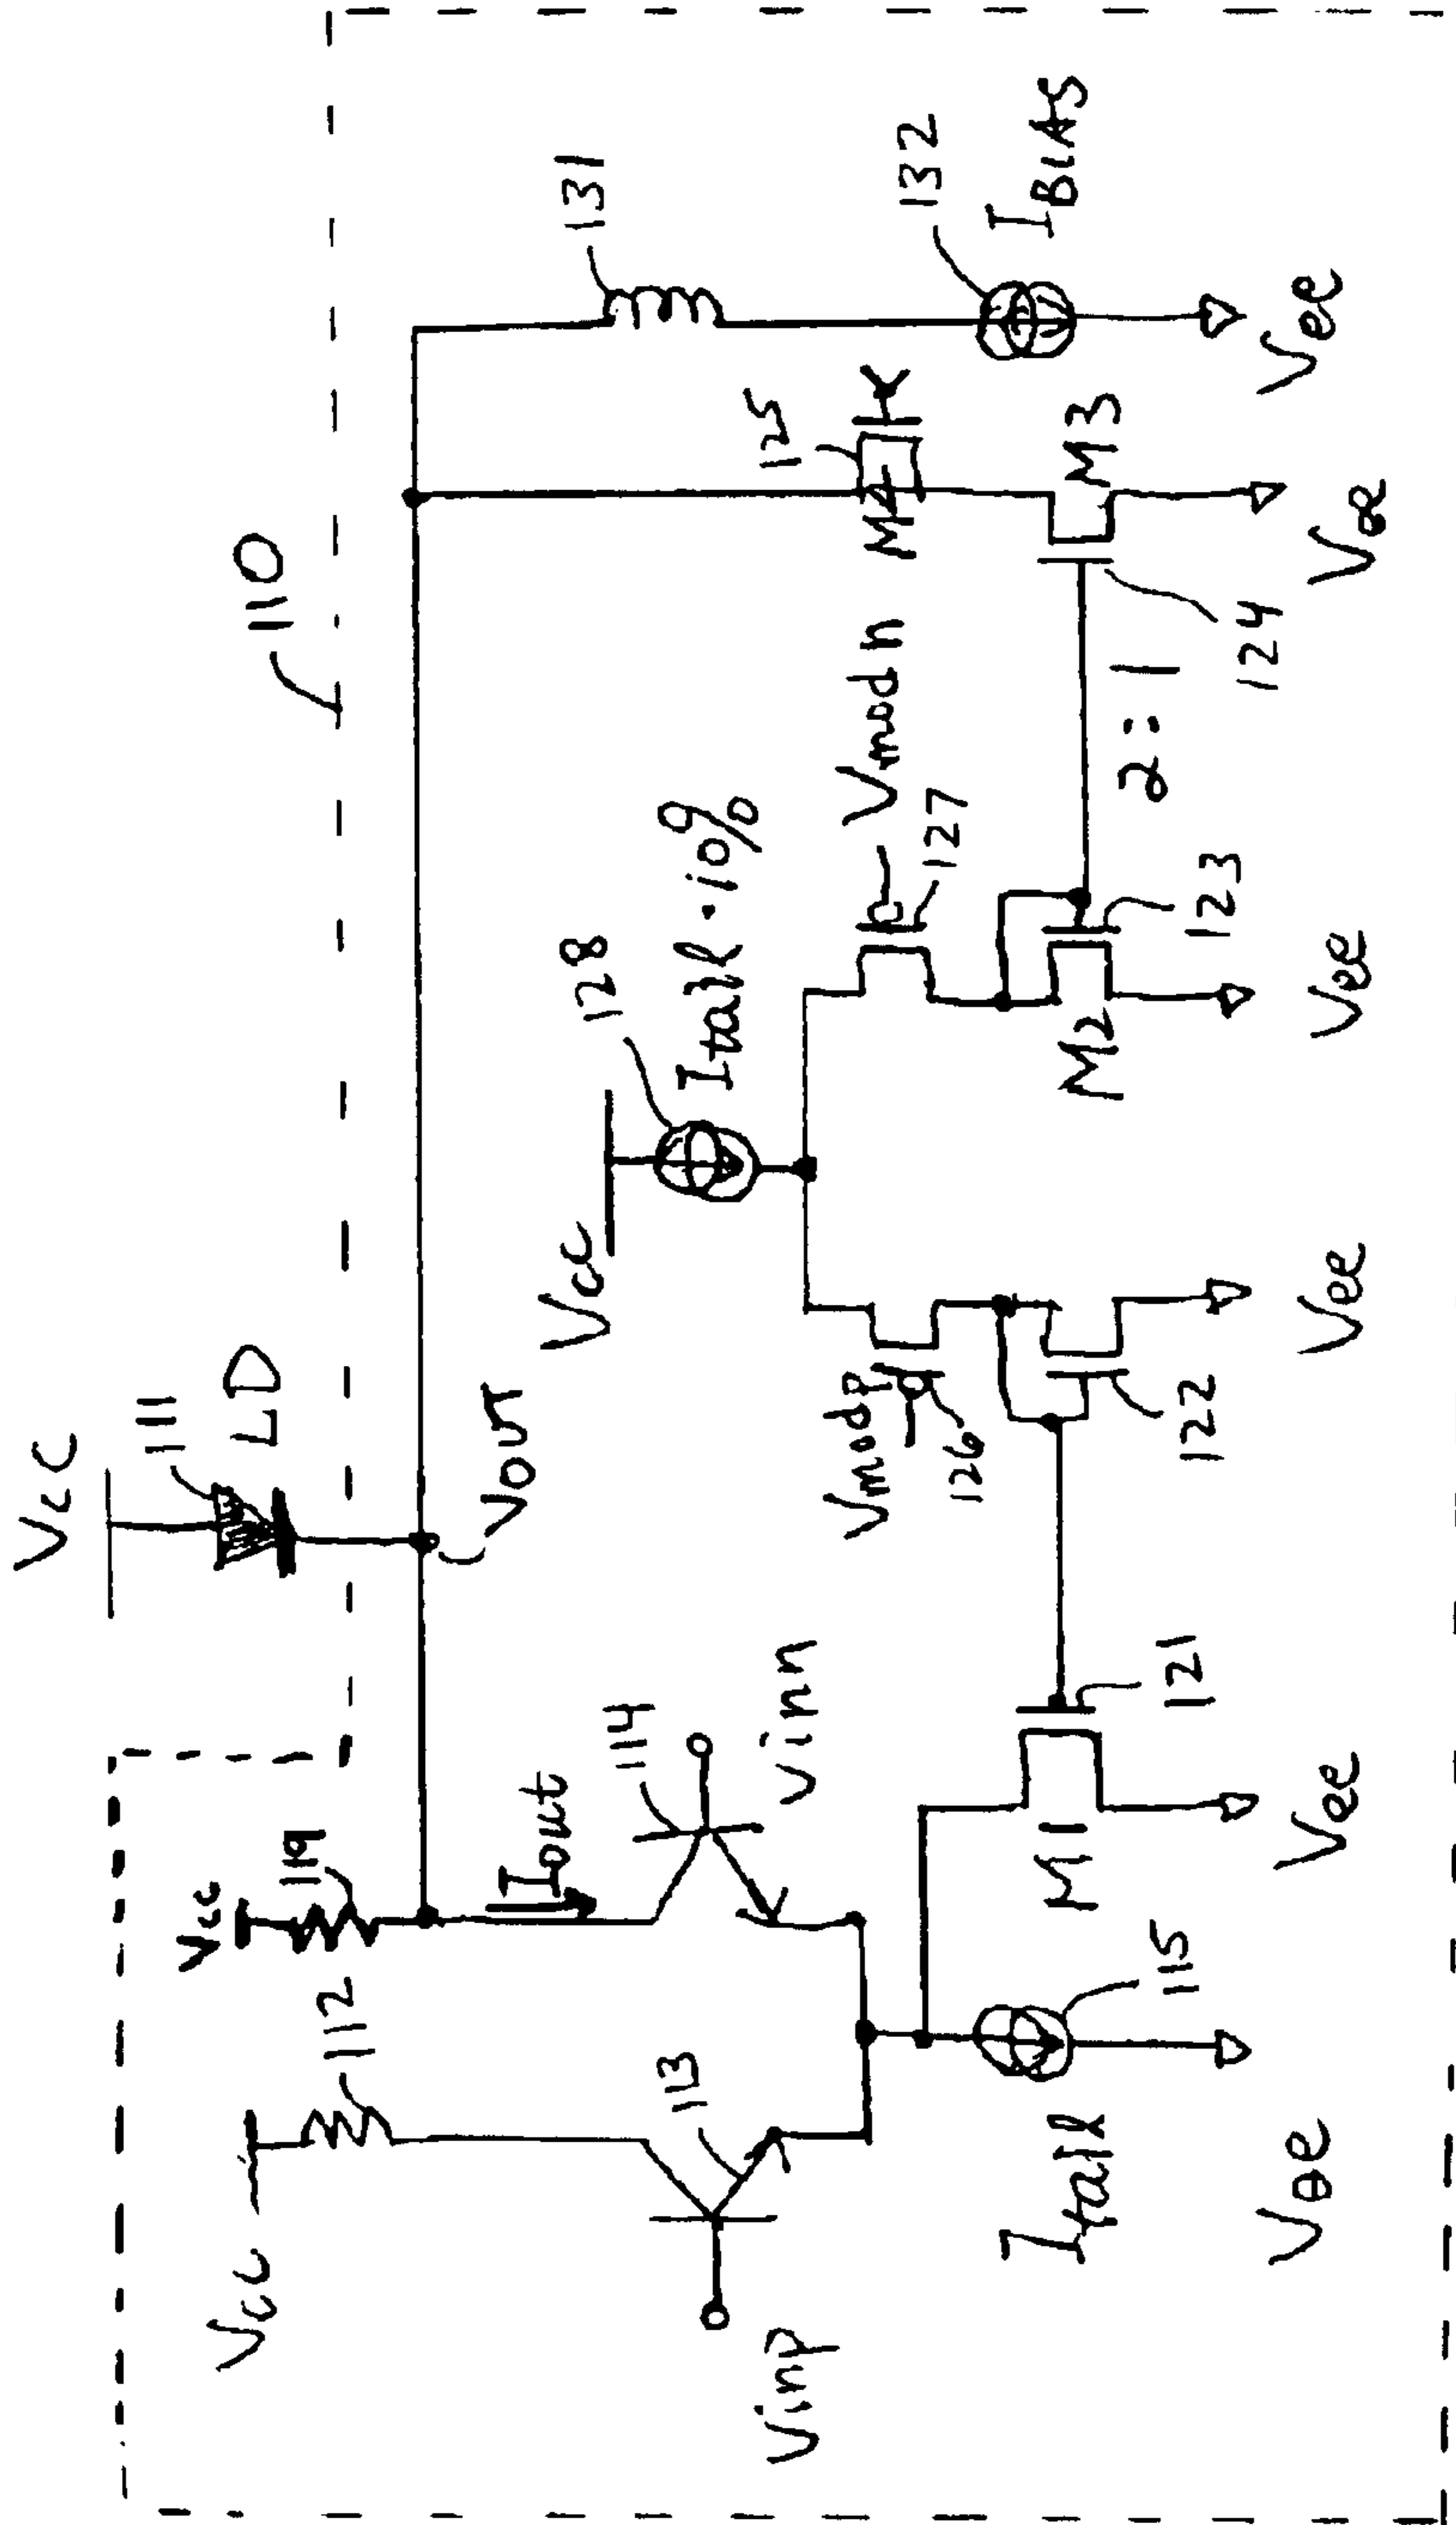 Vcc
111
LD
110
Vcc
112
Vcc
119
Vout
Iout
Vcc
128
Itail · 10%
131
Vinp
113
114
Vinn
Vmodp
126
Vmodn
127
125
M4
132
IBIAS
Itail
115
M1
121
122
M2
123
2:1
M3
124
Vee
Vee
Vee
Vee
Vee
Vee